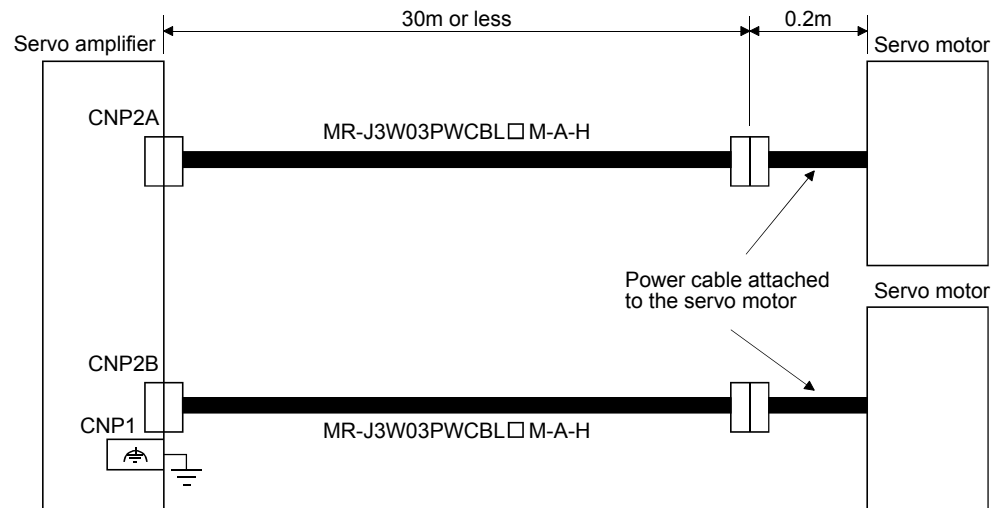 30m or less
0.2m
Servo amplifier
Servo motor
CNP2A
MR-J3W03PWCBL□M-A-H
Power cable attached
to the servo motor
Servo motor
CNP2B
CNP1
MR-J3W03PWCBL□M-A-H